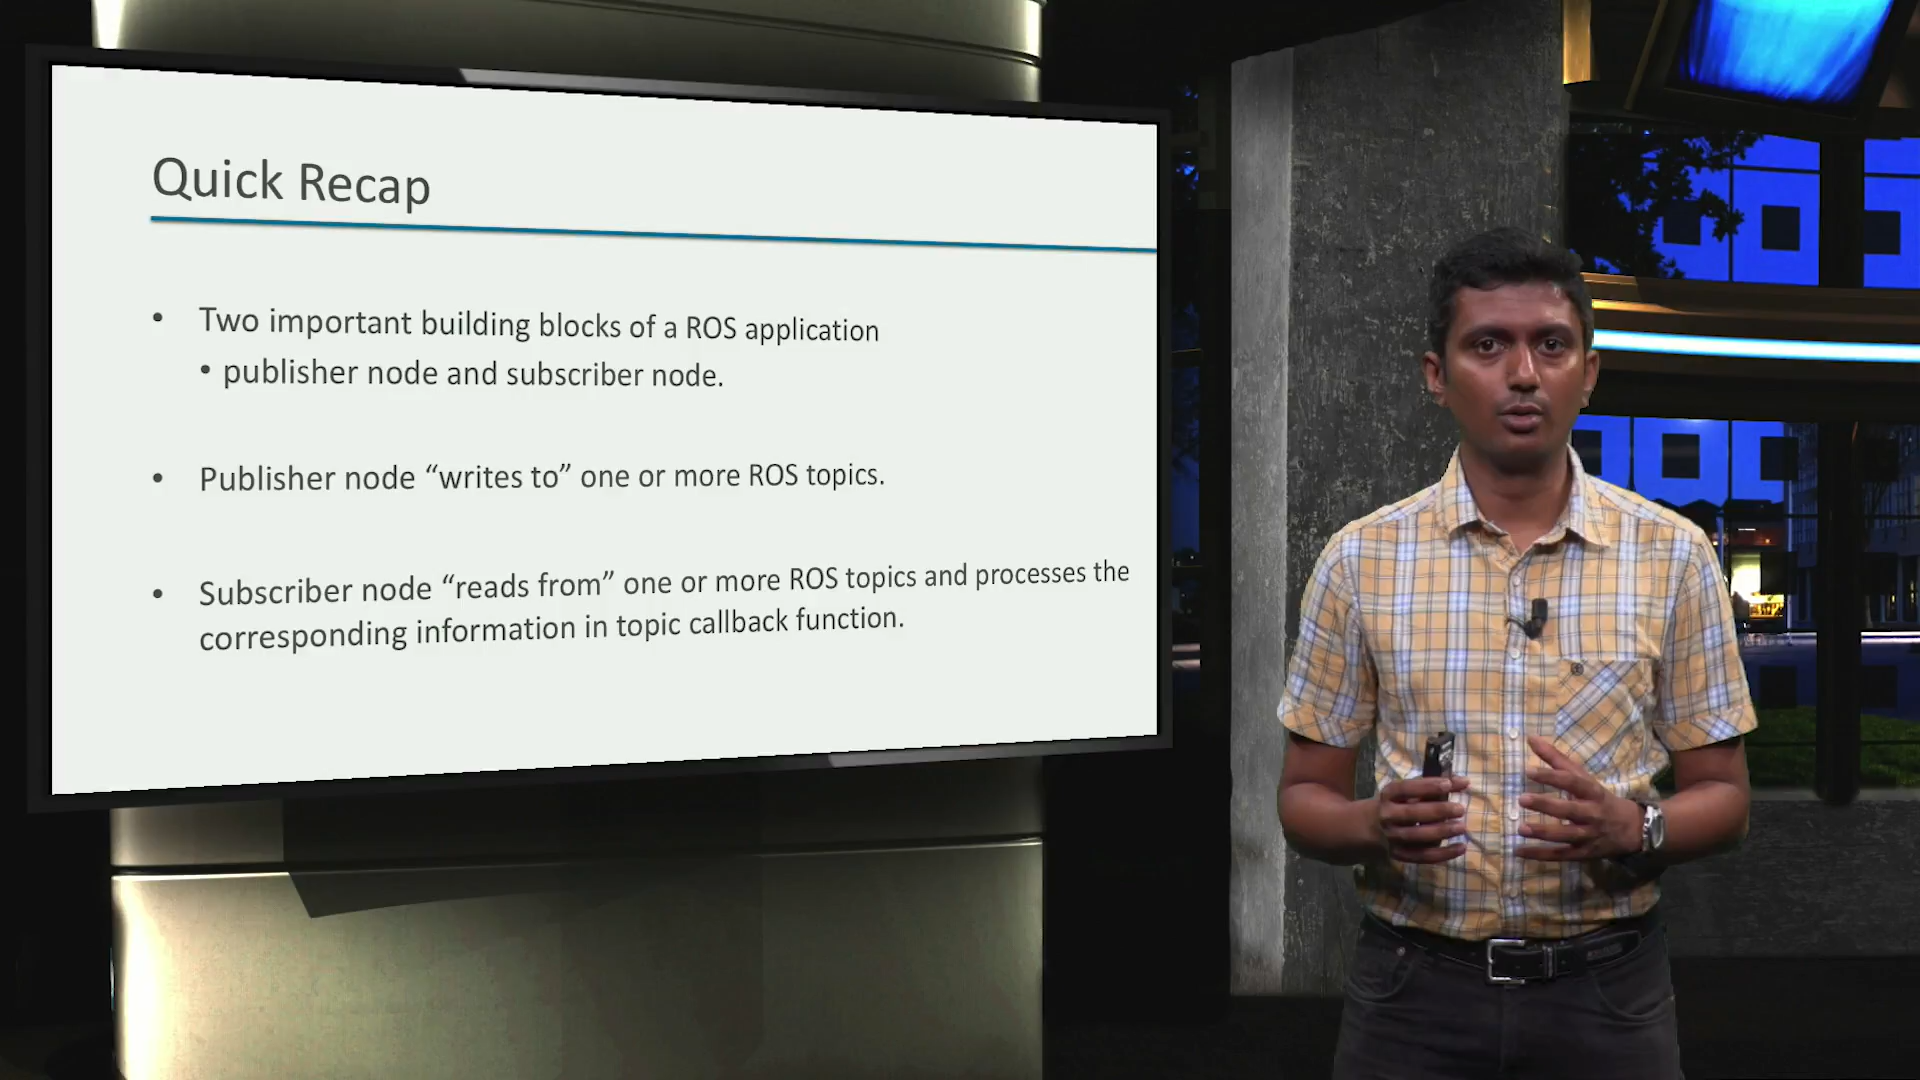 Quick Recap
• Two important building blocks of a ROS application
• publisher node and subscriber node.
• Publisher node “writes to” one or more ROS topics.
• Subscriber node “reads from” one or more ROS topics and processes the
corresponding information in topic callback function.